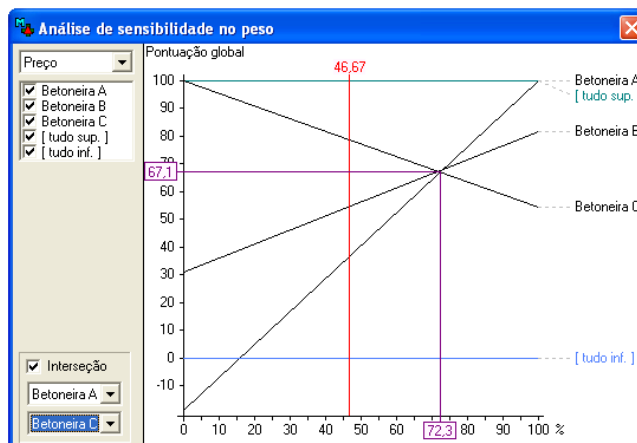 Análise de sensibilidade no peso
Preço
Betoneira A
Betoneira B
Betoneira C
[ tudo sup. ]
[ tudo inf. ]
Interseção
Betoneira A
Betoneira C
Pontuação global
46,67
100
90
80
70
67,1
60
50
40
30
20
10
0
-10
0 10 20 30 40 50 60 72,3 80 90 100 %
Betoneira A
[ tudo sup.
Betoneira B
Betoneira C
[ tudo inf. ]